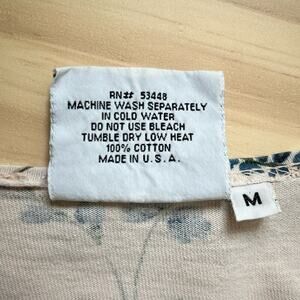 RN# 53448
MACHINE WASH SEPARATELY
IN COLD WATER
DO NOT USE BLEACH
TUMBLE DRY LOW HEAT
100% COTTON
MADE IN U.S.A.
M